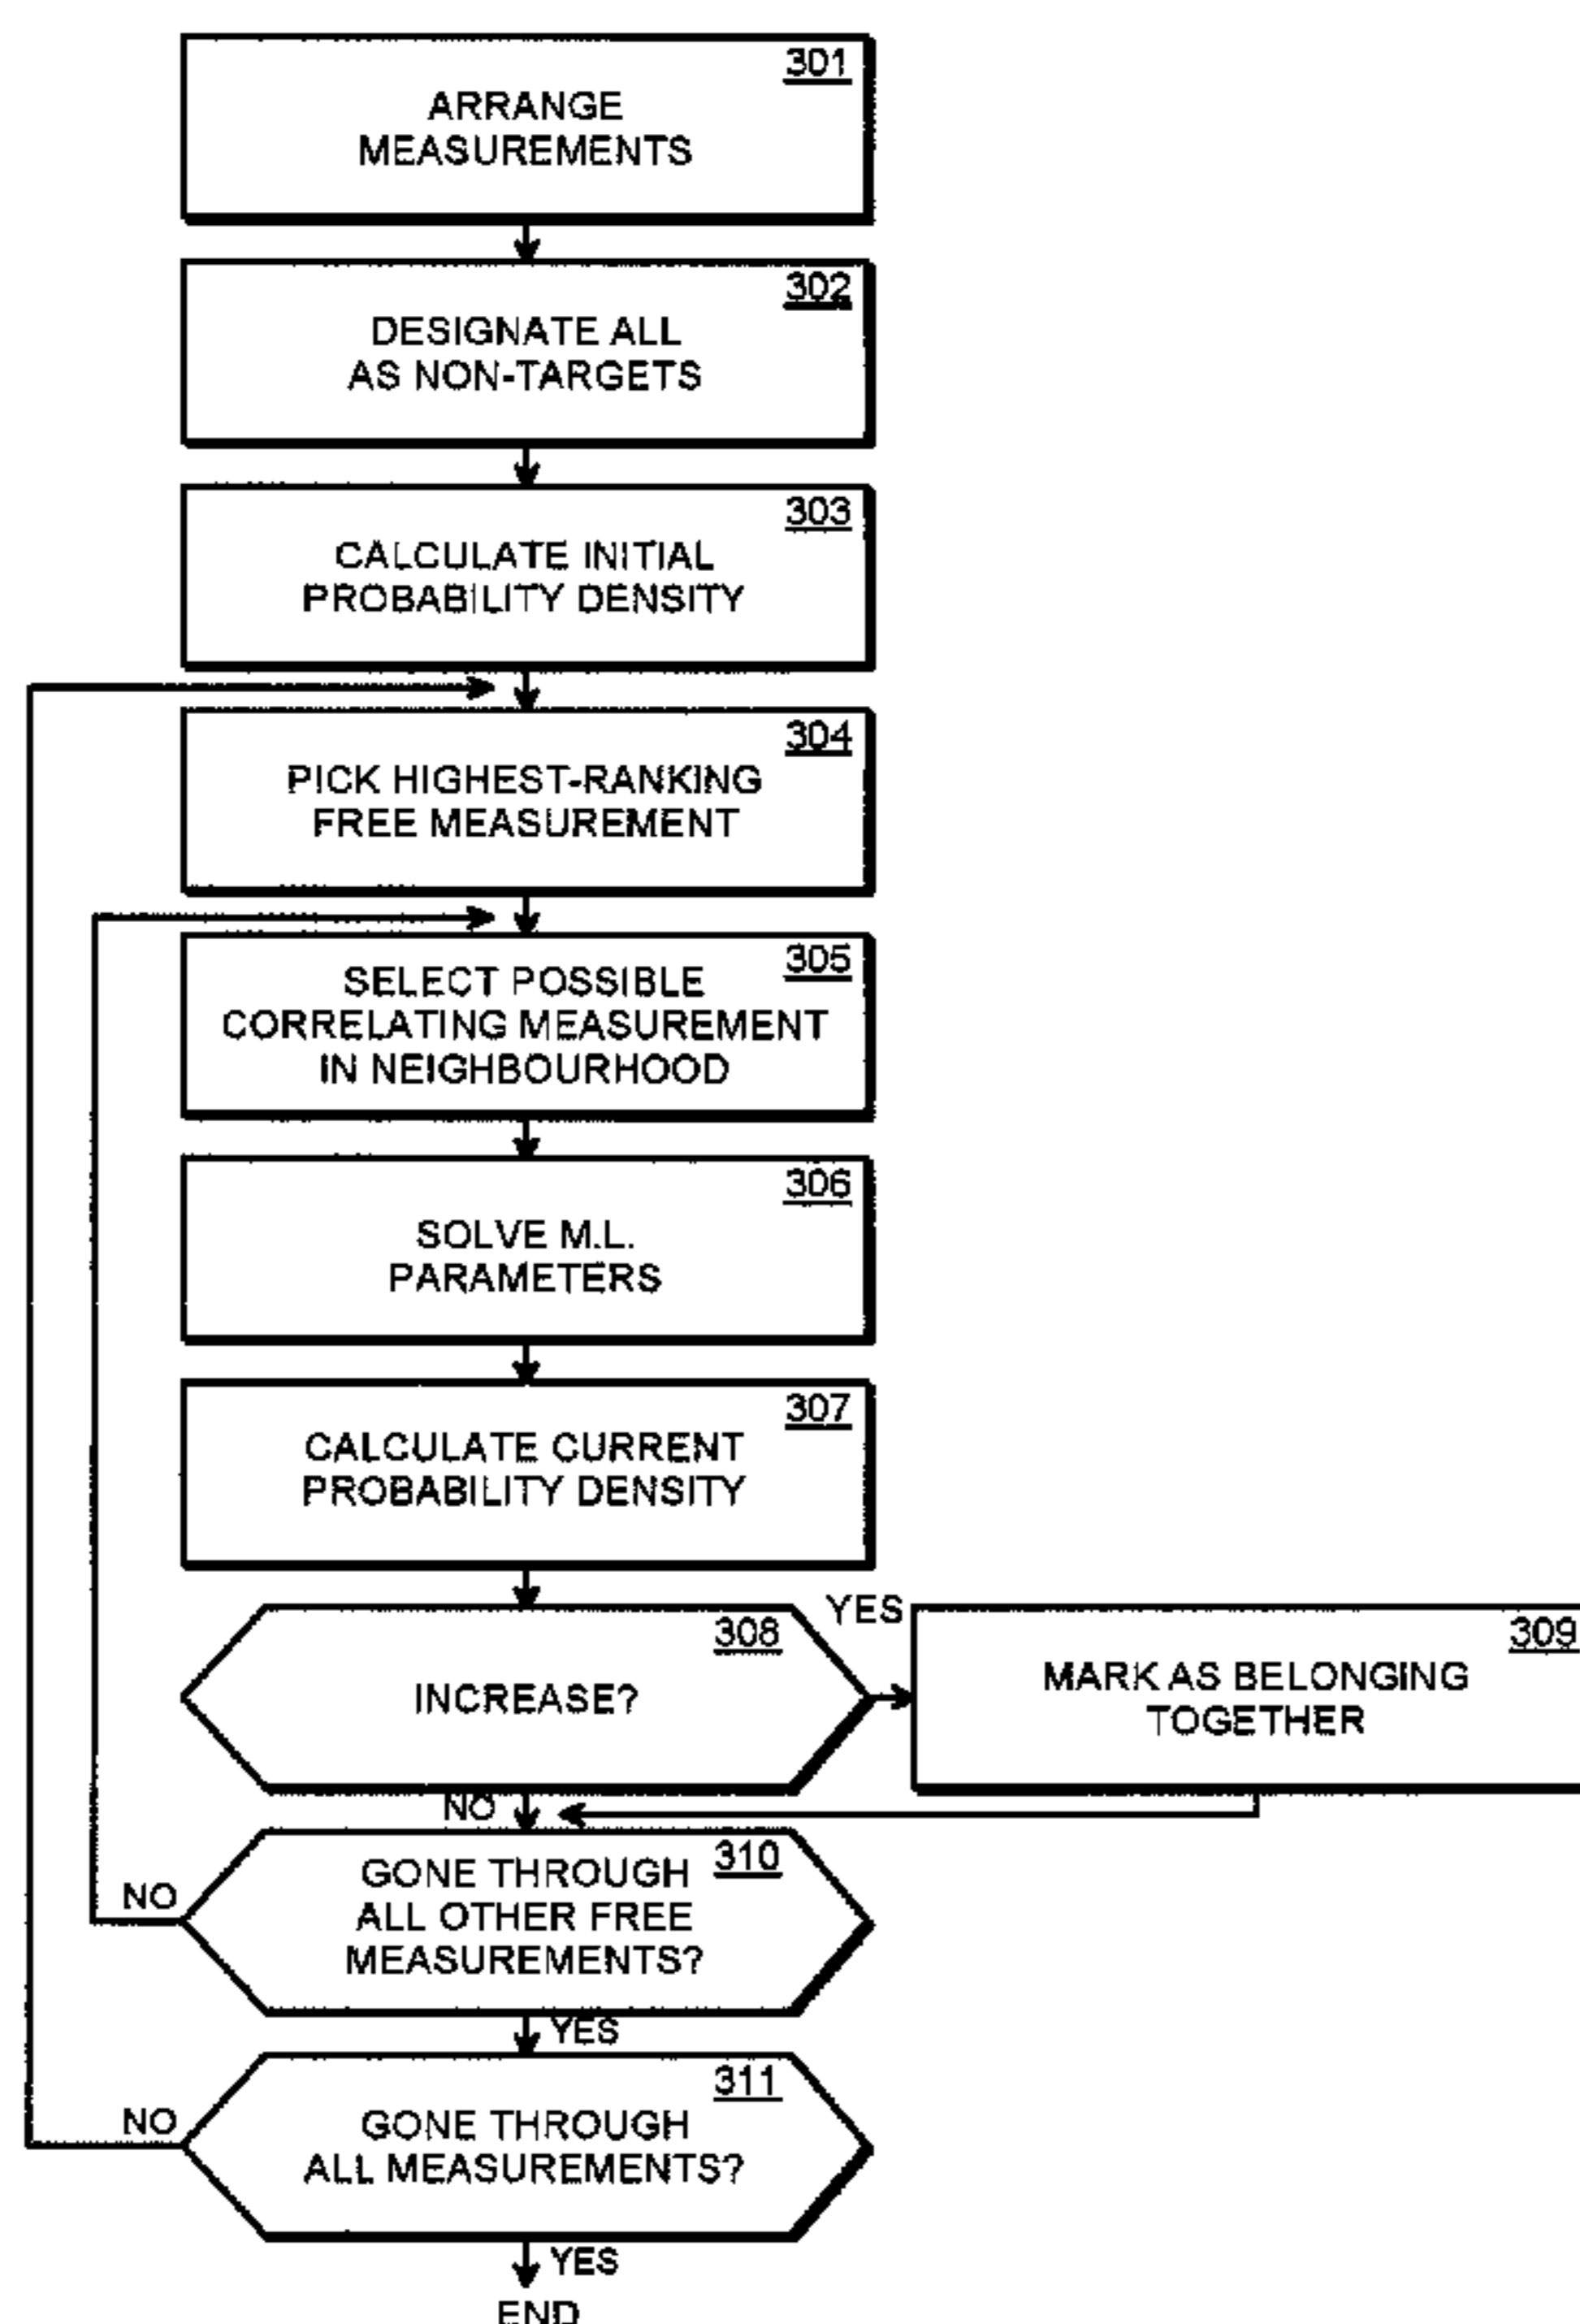 301
ARRANGE
MEASUREMENTS
302
DESIGNATE ALL
AS NON-TARGETS
303
CALCULATE INITIAL
PROBABILITY DENSITY
304
PICK HIGHEST-RANKING
FREE MEASUREMENT
305
SELECT POSSIBLE
CORRELATING MEASUREMENT
IN NEIGHBOURHOOD
306
SOLVE M.L.
PARAMETERS
307
CALCULATE CURRENT
PROBABILITY DENSITY
308
INCREASE?
YES
309
MARK AS BELONGING
TOGETHER
NO
310
GONE THROUGH
ALL OTHER FREE
MEASUREMENTS?
NO
YES
311
GONE THROUGH
ALL MEASUREMENTS?
NO
YES
END